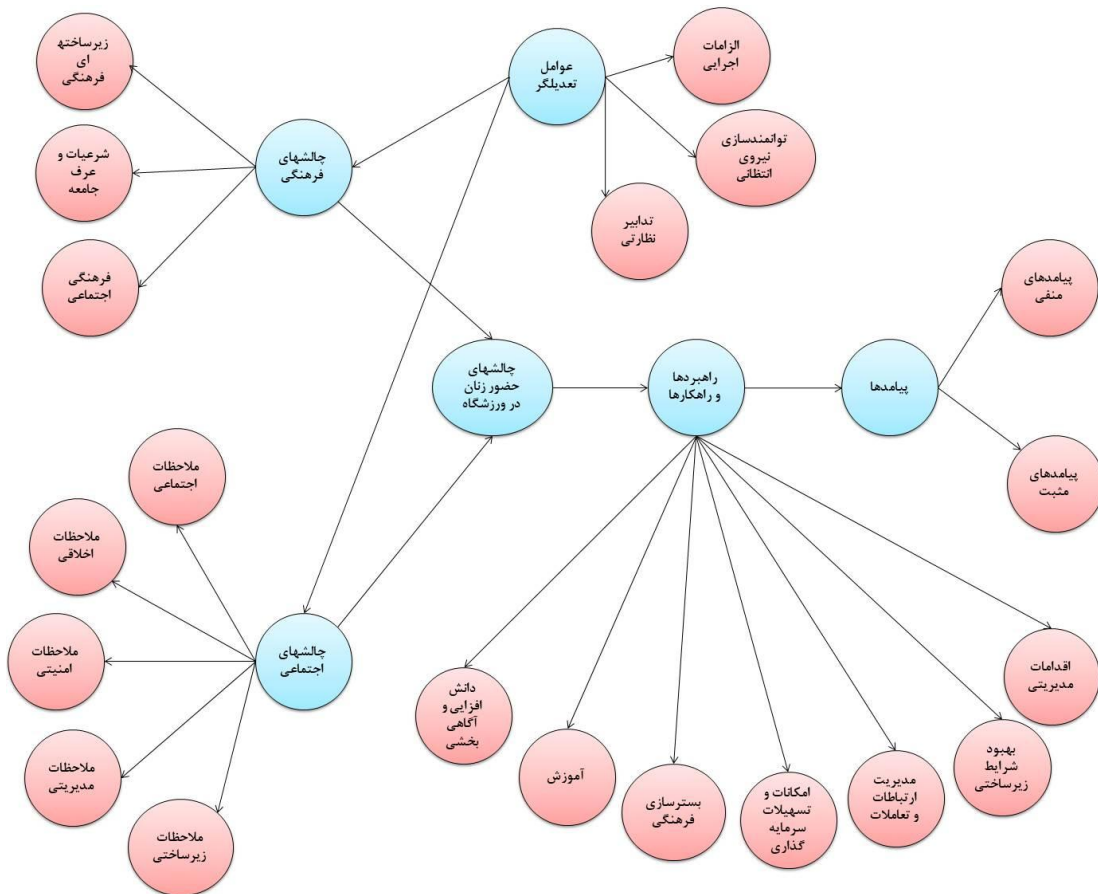 عوامل
تعدیلگر
الزامات
اجرایی
توانمندسازی
نیروی
انتظانی
تدابیر
نظارتی
چالشهای
فرهنگی
زیرساخته
ای
فرهنگی
شرعیات و
عرف
جامعه
فرهنگی
اجتماعی
چالشهای
حضور زنان
در ورزشگاه
راهبردها
و راهکارها
پیامدها
پیامدهای
منفی
پیامدهای
مثبت
چالشهای
اجتماعی
ملاحظات
اجتماعی
ملاحظات
اخلاقی
ملاحظات
امنیتی
ملاحظات
مدیریتی
ملاحظات
زیرساختی
اقدامات
مدیریتی
بهبود
شرایط
زیرساختی
مدیریت
ارتباطات
و تعاملات
امکانات و
تسهیلات
سرمایه
گذاری
بسترسازی
فرهنگی
آموزش
دانش
افزایی و
آگاهی
بخشی